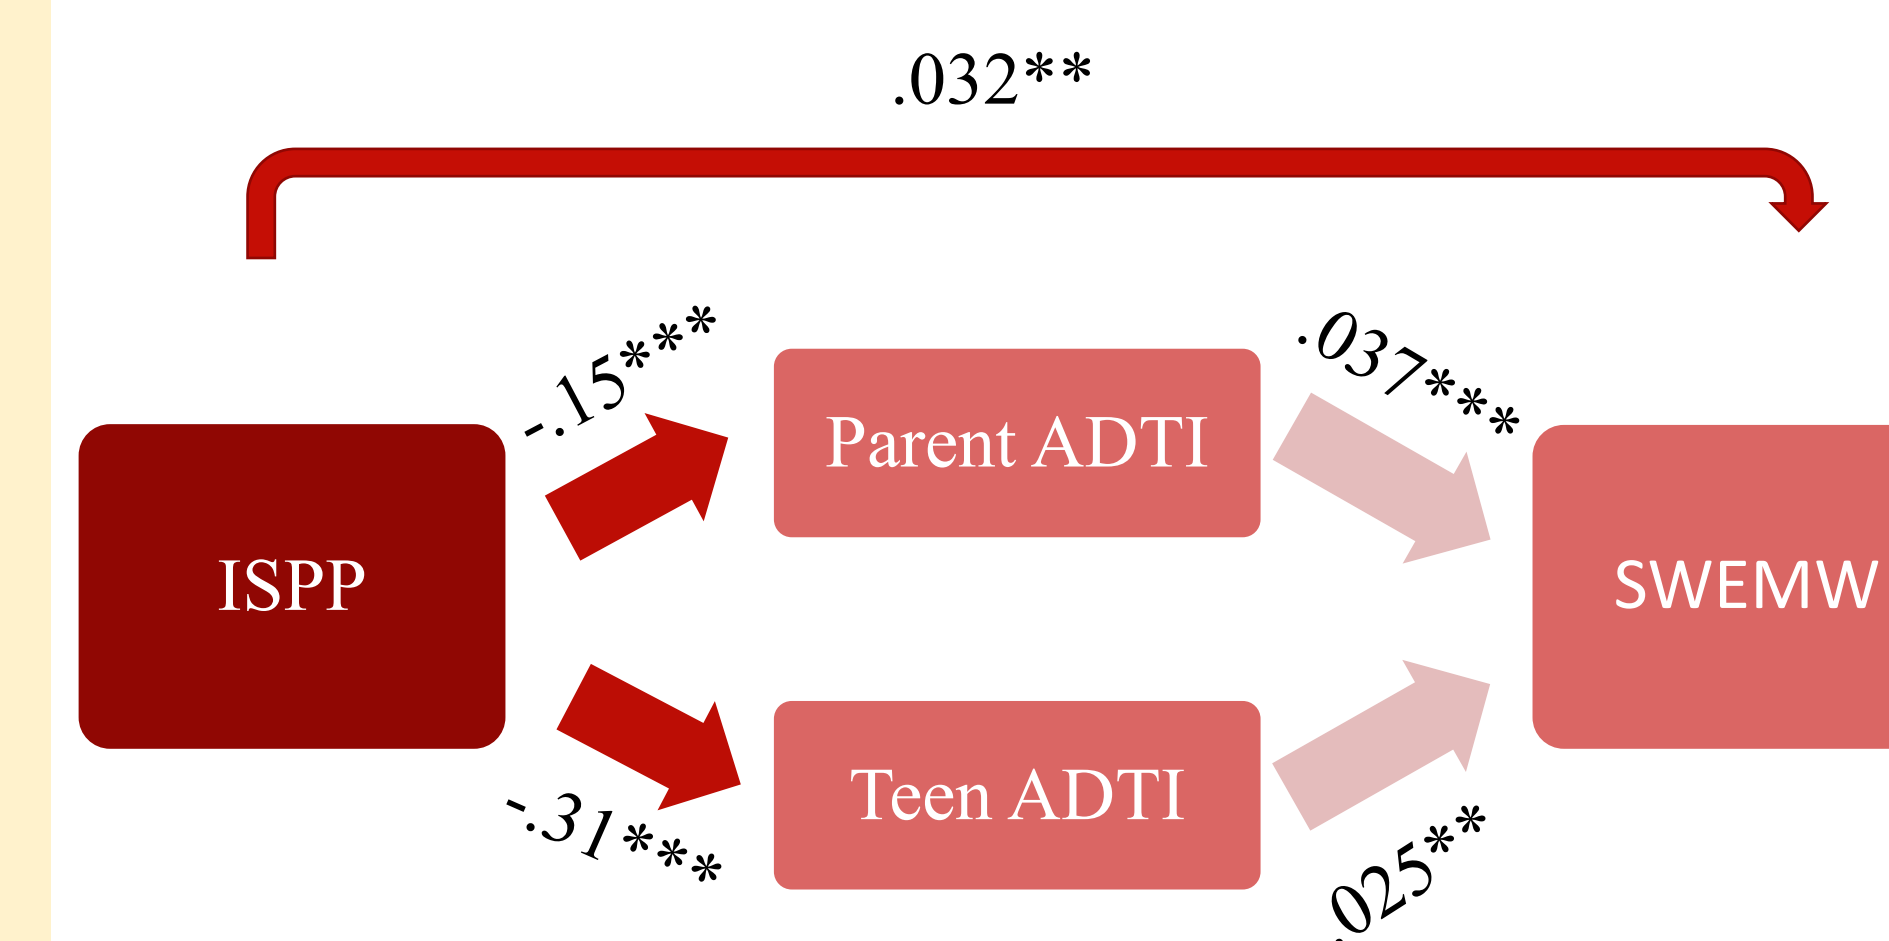 .032**
-.15***
.037***
Parent ADTI
ISPP
SWEMW
Teen ADTI
-.31***
.025**